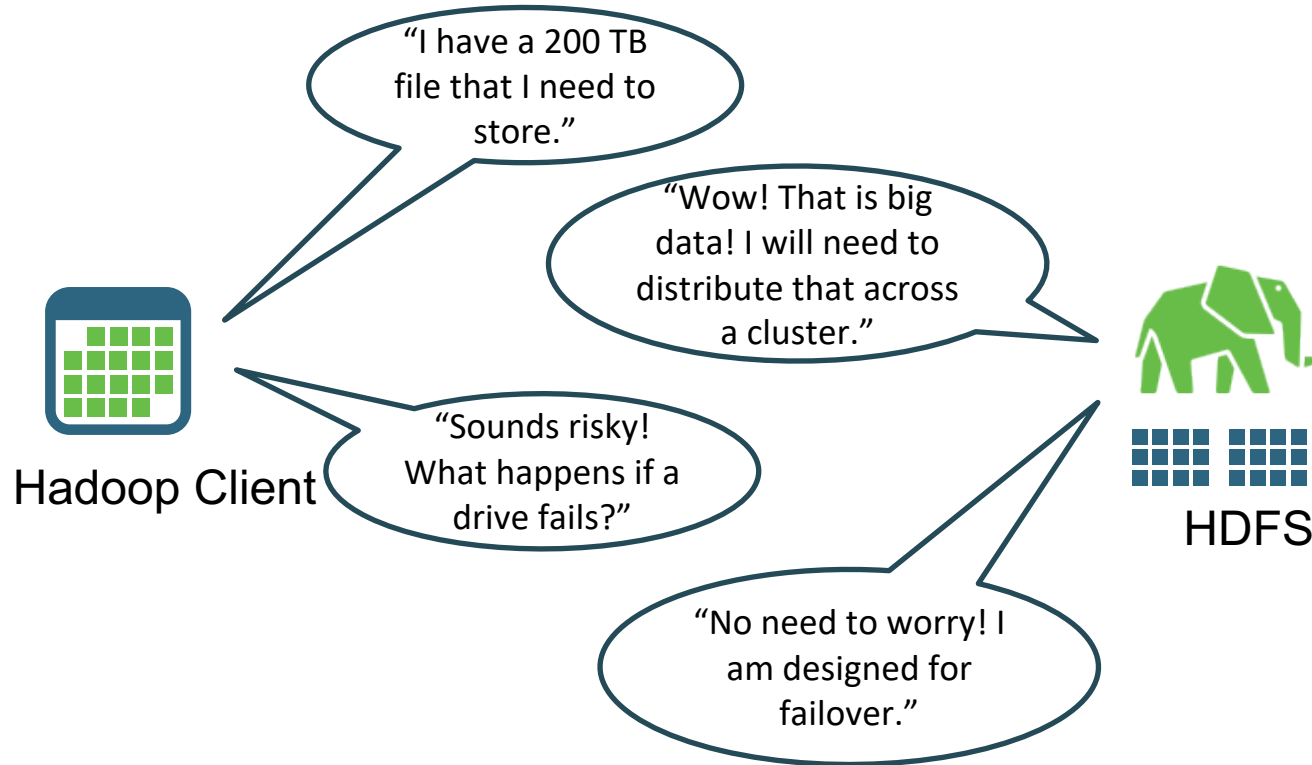 “I have a 200 TB
file that I need to
store.”
“Wow! That is big
data! I will need to
distribute that across
a cluster.”
“Sounds risky!
What happens if a
drive fails?”
Hadoop Client
HDFS
“No need to worry! I
am designed for
failover.”